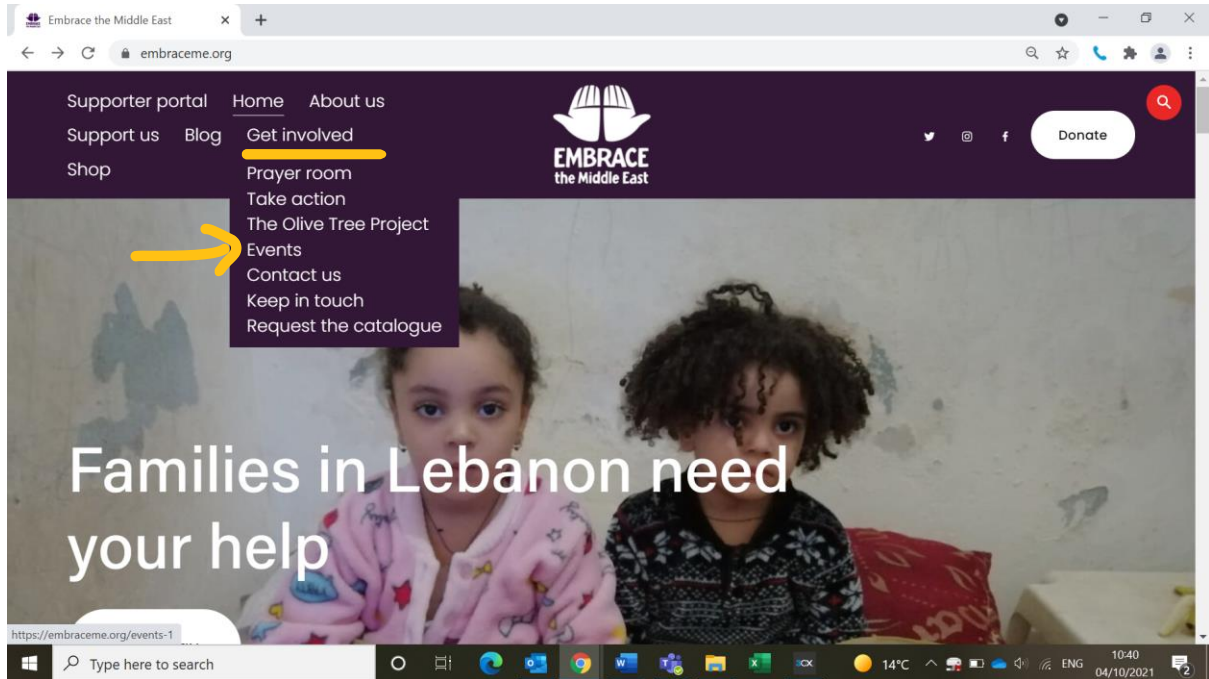 Embrace the Middle East
embraceme.org
Supporter portal Home About us
Support us Blog Get involved
Shop
Prayer room
Take action
The Olive Tree Project
Events
Contact us
Keep in touch
Request the catalogue
EMBRACE
the Middle East
Donate
Families in Lebanon need
your help
https://embraceme.org/events-1
Type here to search
14°C
ENG
10:40
04/10/2021
2